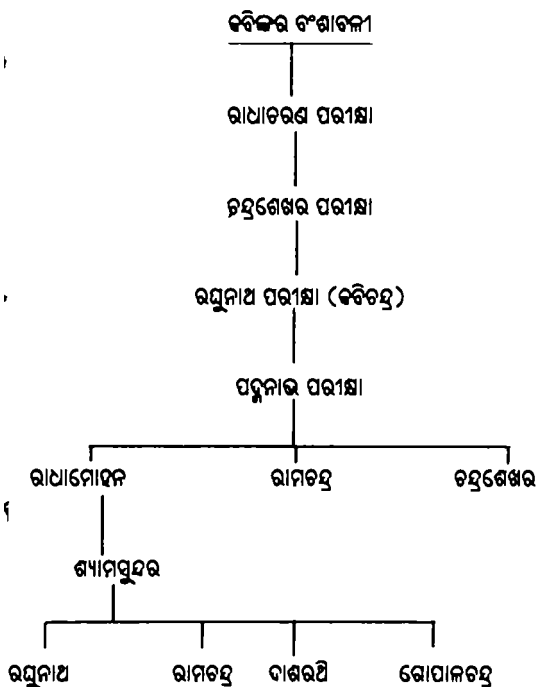 କବିଙ୍କର ବଂଶାବଳୀ
ରାଧାଚରଣ ପରୀକ୍ଷା
ଚନ୍ଦ୍ରଶେଖର ପରୀକ୍ଷା
ରଘୁନାଥ ପରୀକ୍ଷା (କବିଚନ୍ଦ୍ର)
ପଦ୍ମନାଭ ପରୀକ୍ଷା
ରାଧାମୋହନ ରାମଚନ୍ଦ୍ର ଚନ୍ଦ୍ରଶେଖର
ଶ୍ୟାମସୁନ୍ଦର
ରଘୁନାଥ ରାମଚନ୍ଦ୍ର ଦାଶରଥି ଗୋପାଳଚନ୍ଦ୍ର